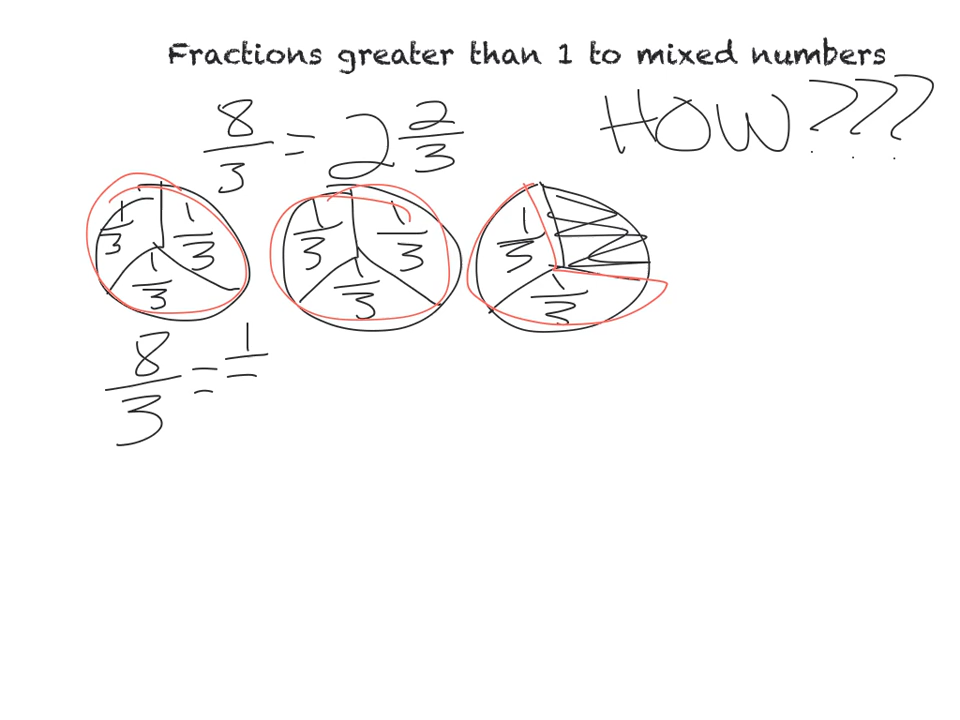 Fractions greater than 1 to mixed numbers
8/3 = 2 2/3 HOW???
1/3 1/3 1/3 1/3 1/3 1/3 1/3 1/3
8/3 = 1